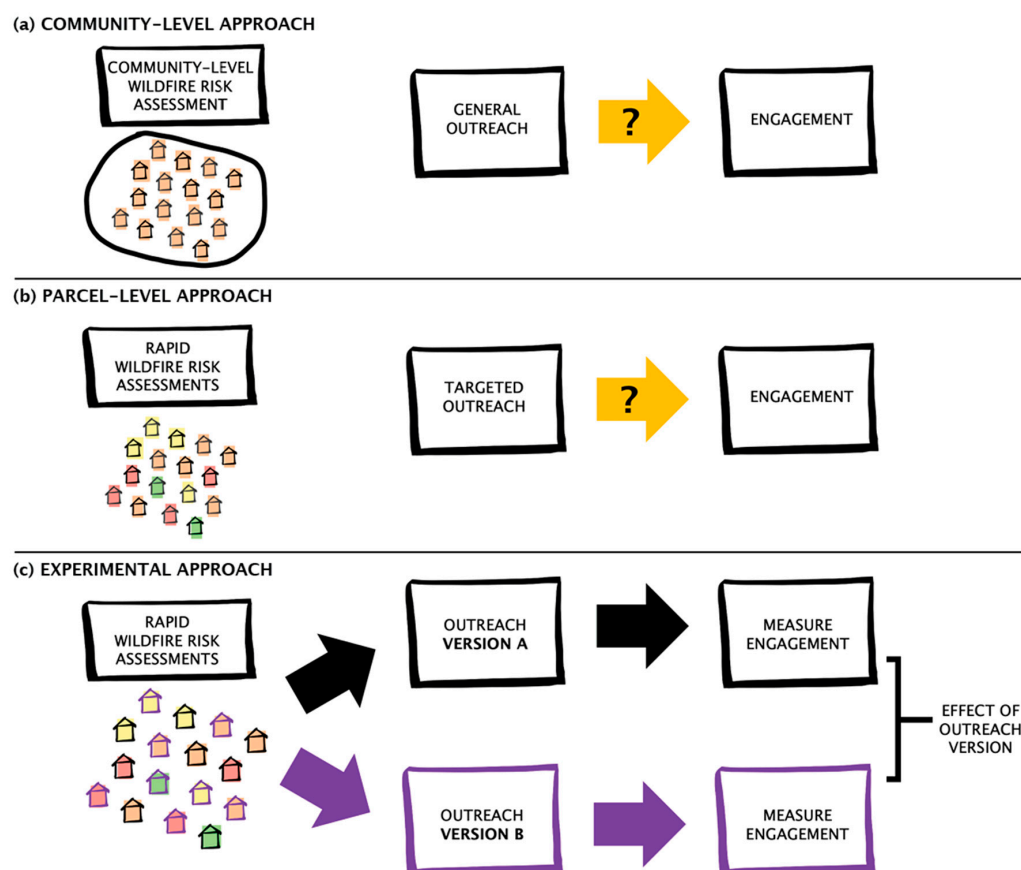 (a) COMMUNITY-LEVEL APPROACH
COMMUNITY-LEVEL
WILDFIRE RISK
ASSESSMENT
GENERAL
OUTREACH
?
ENGAGEMENT
(b) PARCEL-LEVEL APPROACH
RAPID
WILDFIRE RISK
ASSESSMENTS
TARGETED
OUTREACH
?
ENGAGEMENT
(c) EXPERIMENTAL APPROACH
RAPID
WILDFIRE RISK
ASSESSMENTS
OUTREACH
VERSION A
MEASURE
ENGAGEMENT
EFFECT OF
OUTREACH
VERSION
OUTREACH
VERSION B
MEASURE
ENGAGEMENT